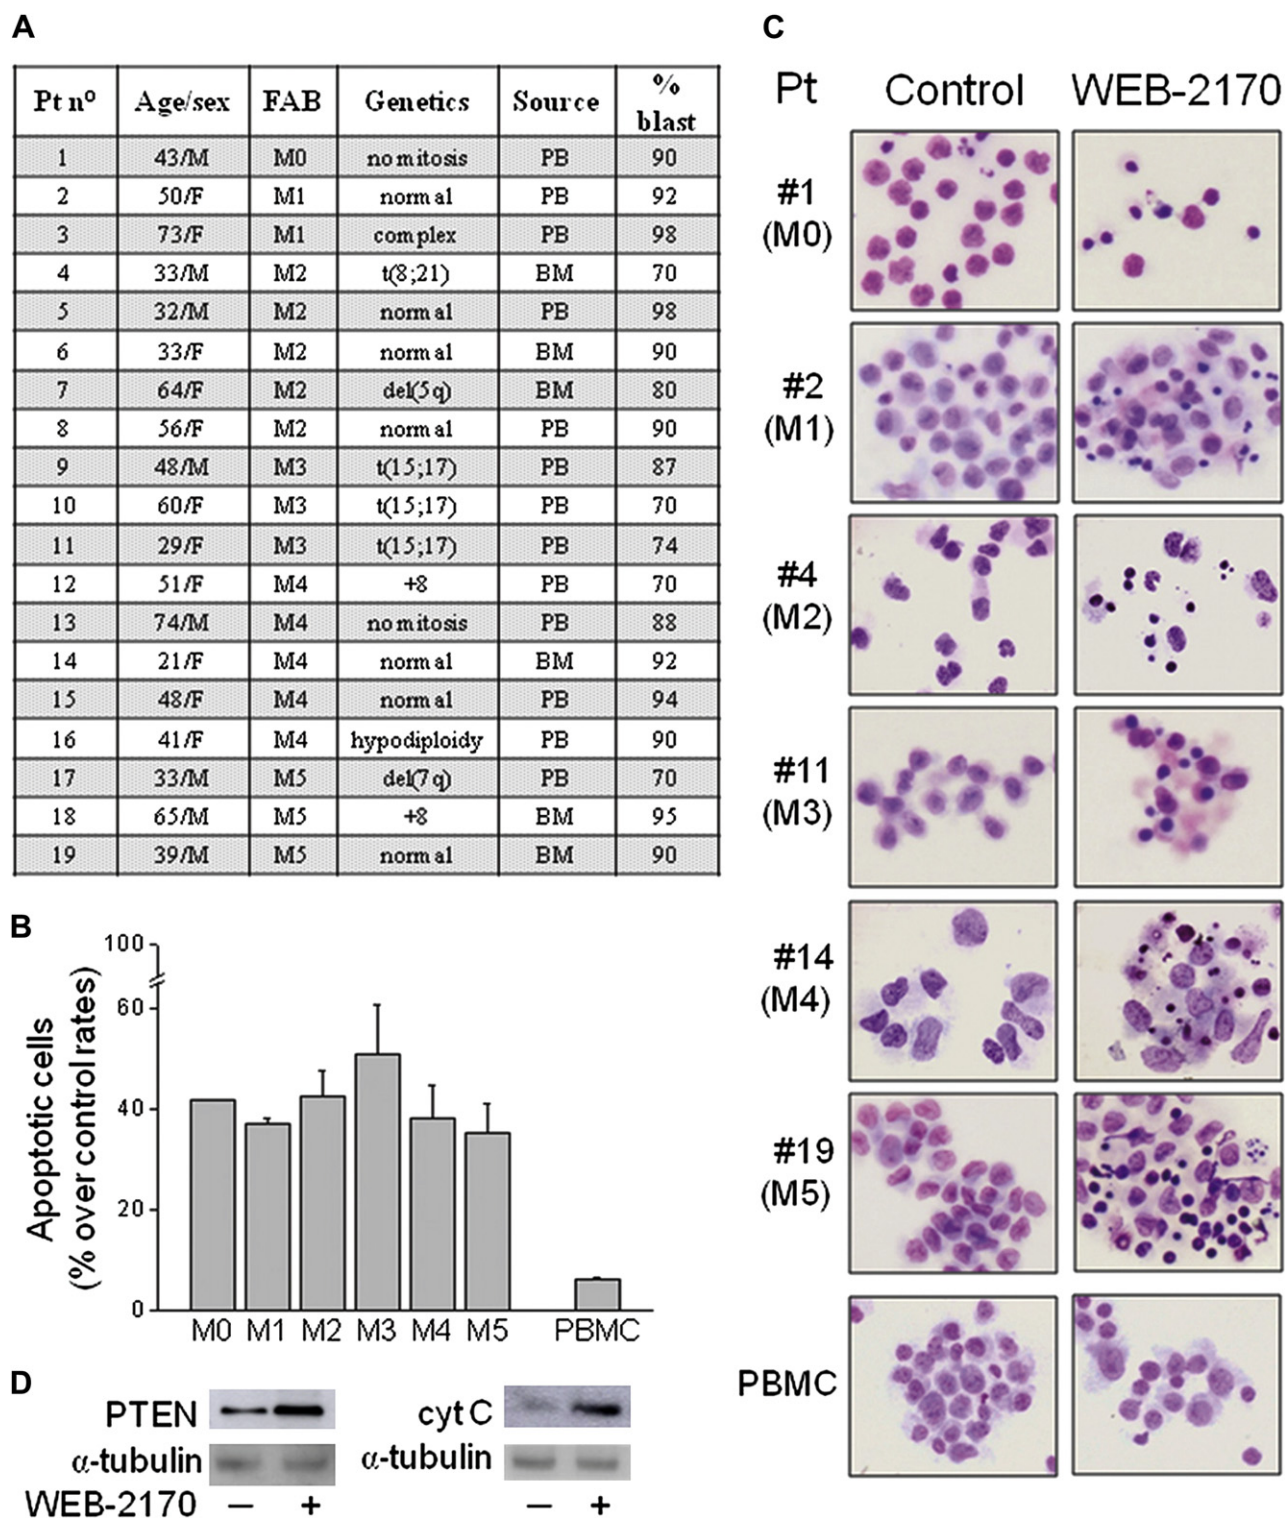 A
Pt nº Age/sex FAB Genetics Source % blast
1 43/M M0 no mitosis PB 90
2 50/F M1 normal PB 92
3 73/F M1 complex PB 98
4 33/M M2 t(8;21) BM 70
5 32/M M2 normal PB 98
6 33/F M2 normal BM 90
7 64/F M2 del(5q) BM 80
8 56/F M2 normal PB 90
9 48/M M3 t(15;17) PB 87
10 60/F M3 t(15;17) PB 70
11 29/F M3 t(15;17) PB 74
12 51/F M4 +8 PB 70
13 74/M M4 no mitosis PB 88
14 21/F M4 normal BM 92
15 48/F M4 normal PB 94
16 41/F M4 hypodiploidy PB 90
17 33/M M5 del(7q) PB 70
18 65/M M5 +8 BM 95
19 39/M M5 normal BM 90
B
Apoptotic cells
(% over control rates)
100
60
40
20
0
M0 M1 M2 M3 M4 M5 PBMC
C
Pt Control WEB-2170
#1
(M0)
#2
(M1)
#4
(M2)
#11
(M3)
#14
(M4)
#19
(M5)
PBMC
D
PTEN cyt C
α-tubulin α-tubulin
WEB-2170 – + – +